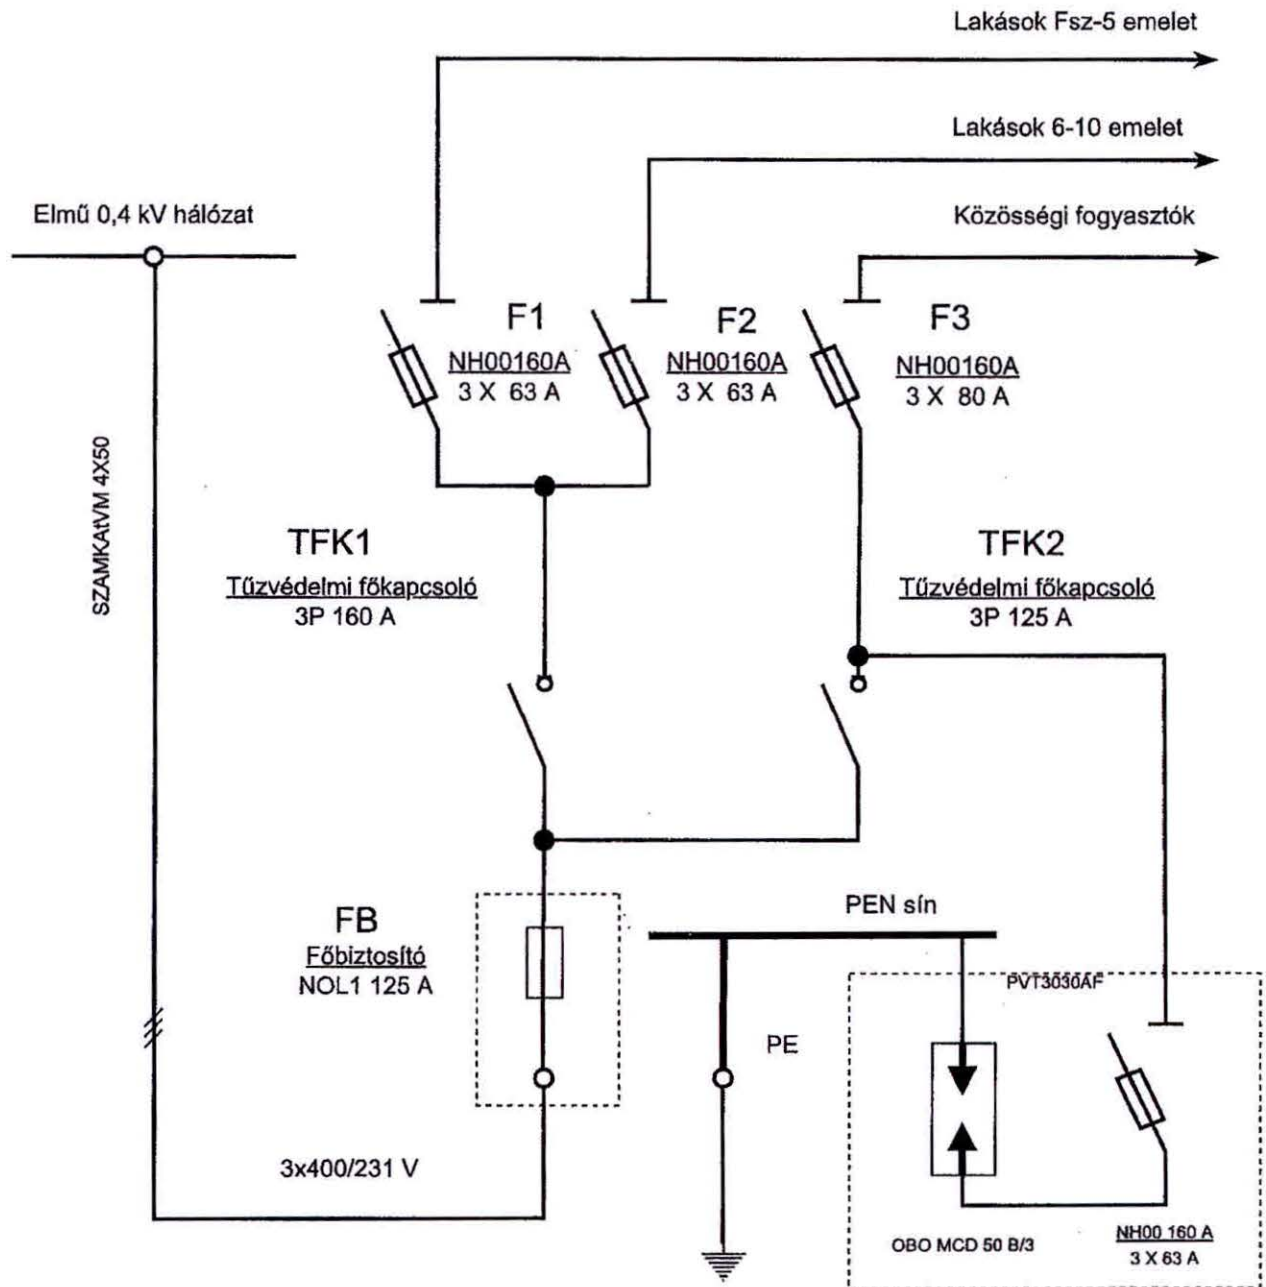 Lakások Fsz-5 emelet
Lakások 6-10 emelet
Elmű 0,4 kV hálózat
Közösségi fogyasztók
F1
NH00160A
3 X 63 A
F2
NH00160A
3 X 63 A
F3
NH00160A
3 X 80 A
SZAMKAtVM 4X50
TFK1
Tűzvédelmi főkapcsoló
3P 160 A
TFK2
Tűzvédelmi főkapcsoló
3P 125 A
FB
Főbiztosító
NOL1 125 A
PEN sín
PVT3030AF
PE
3x400/231 V
OBO MCD 50 B/3
NH00 160 A
3 X 63 A